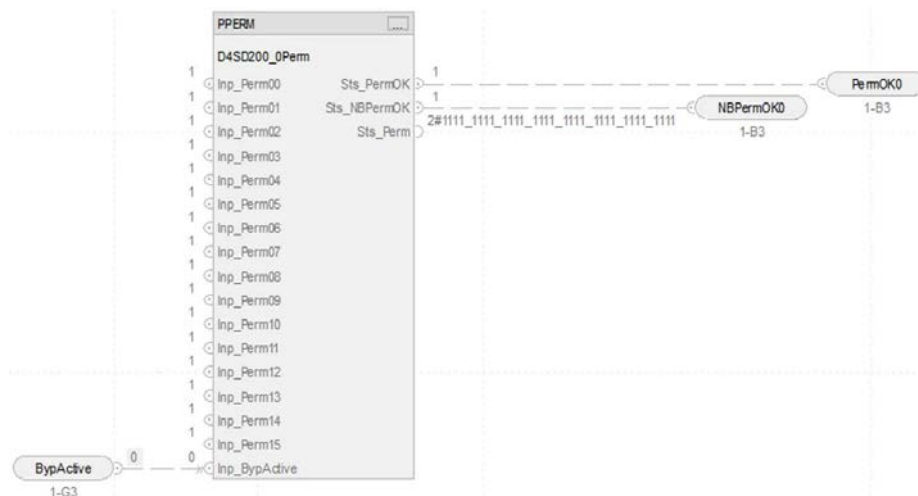 PPERM ...
D4SD200_0Perm
1 Inp_Perm00 Sts_PermOK 1 PermOK0
1 Inp_Perm01 Sts_NBPermOK 1 NBPermOK0 1-B3
1 Inp_Perm02 Sts_Perm 2#1111_1111_1111_1111_1111_1111_1111_1111 1-B3
1 Inp_Perm03
1 Inp_Perm04
1 Inp_Perm05
1 Inp_Perm06
1 Inp_Perm07
1 Inp_Perm08
1 Inp_Perm09
1 Inp_Perm10
1 Inp_Perm11
1 Inp_Perm12
1 Inp_Perm13
1 Inp_Perm14
1 Inp_Perm15
BypActive 0 0 Inp_BypActive
1-G3